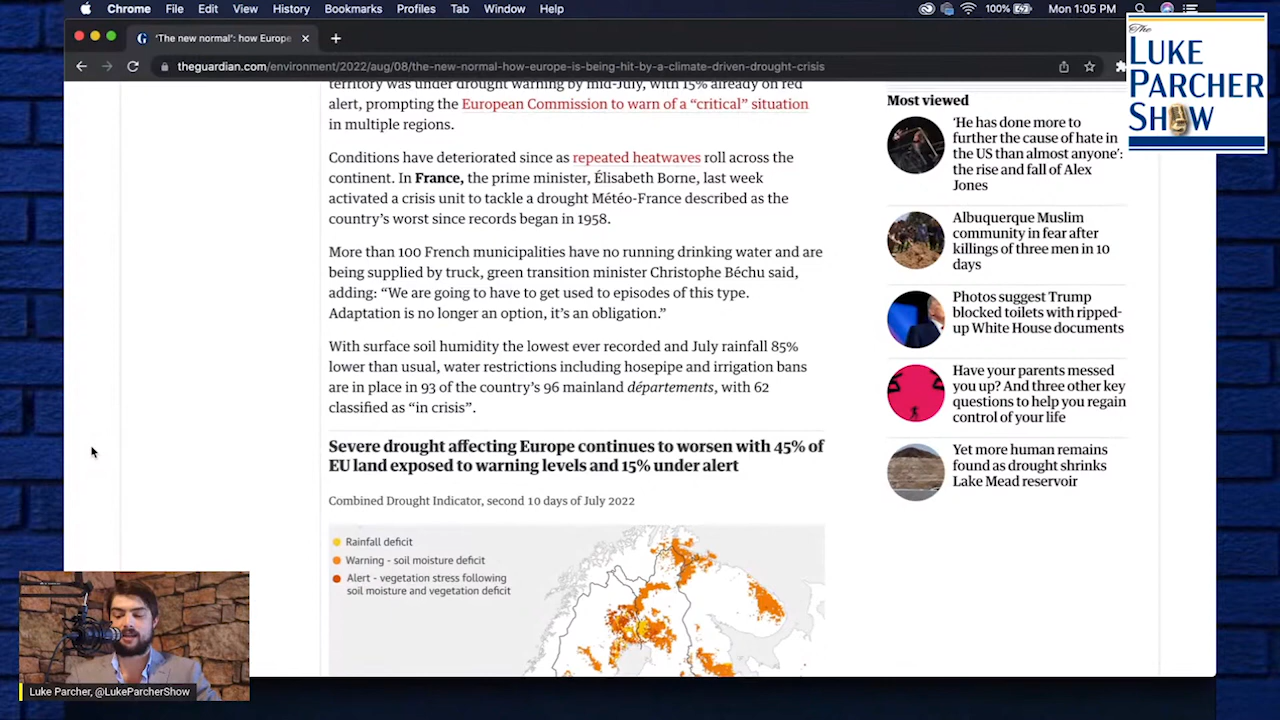 Chrome File Edit View History Bookmarks Profiles Tab Window Help 100% Mon 1:05 PM
'The new normal': how Europe
theguardian.com/environment/2022/aug/08/the-new-normal-how-europe-is-being-hit-by-a-climate-driven-drought-crisis
The
LUKE
PARCHER
SHOW
territory was under drought warning by mid-July, with 15% already on red
alert, prompting the European Commission to warn of a “critical” situation
in multiple regions.
Conditions have deteriorated since as repeated heatwaves roll across the
continent. In France, the prime minister, Élisabeth Borne, last week
activated a crisis unit to tackle a drought Météo-France described as the
country's worst since records began in 1958.
More than 100 French municipalities have no running drinking water and are
being supplied by truck, green transition minister Christophe Béchu said,
adding: “We are going to have to get used to episodes of this type.
Adaptation is no longer an option, it's an obligation.”
With surface soil humidity the lowest ever recorded and July rainfall 85%
lower than usual, water restrictions including hosepipe and irrigation bans
are in place in 93 of the country's 96 mainland départements, with 62
classified as “in crisis”.
Severe drought affecting Europe continues to worsen with 45% of
EU land exposed to warning levels and 15% under alert
Combined Drought Indicator, second 10 days of July 2022
Rainfall deficit
Warning - soil moisture deficit
Alert - vegetation stress following
soil moisture and vegetation deficit
Most viewed
‘He has done more to
further the cause of hate in
the US than almost anyone’:
the rise and fall of Alex
Jones
Albuquerque Muslim
community in fear after
killings of three men in 10
days
Photos suggest Trump
blocked toilets with ripped-
up White House documents
Have your parents messed
you up? And three other key
questions to help you regain
control of your life
Yet more human remains
found as drought shrinks
Lake Mead reservoir
Luke Parcher, @LukeParcherShow